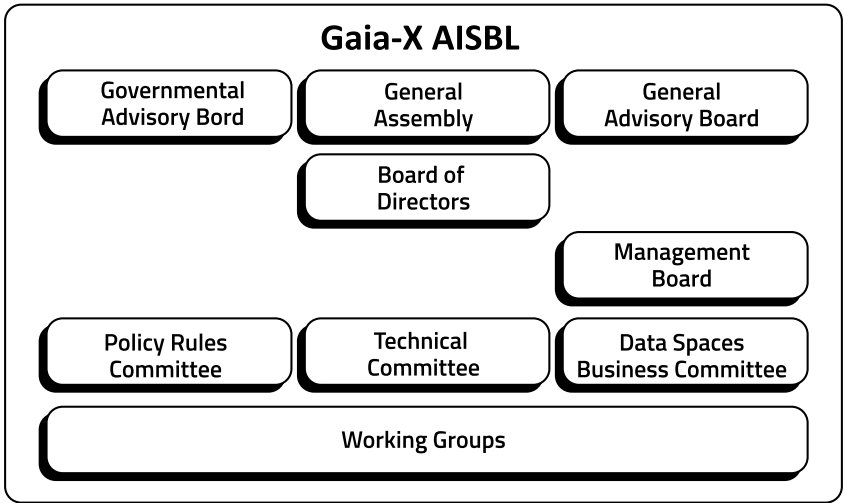 Gaia-X AISBL
Governmental
Advisory Bord
General
Assembly
General
Advisory Board
Board of
Directors
Management
Board
Policy Rules
Committee
Technical
Committee
Data Spaces
Business Committee
Working Groups